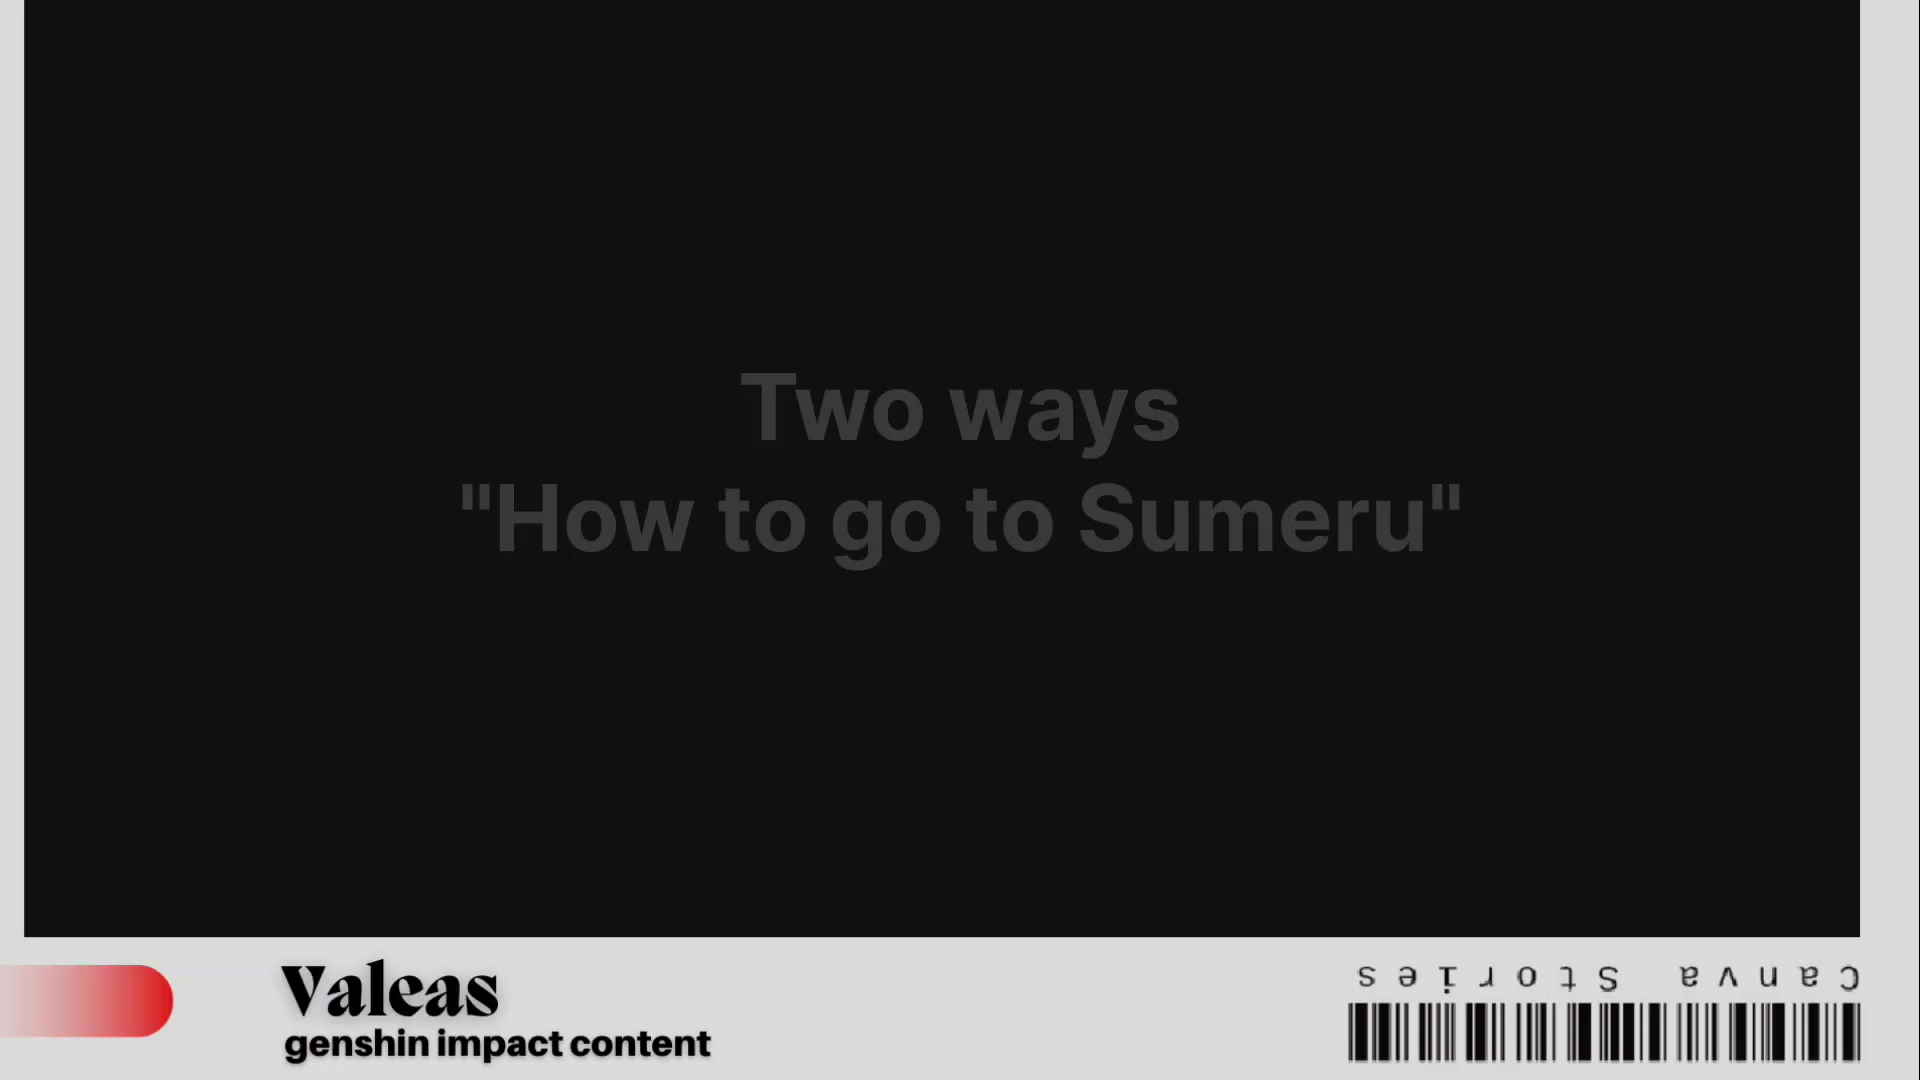 Two ways
"How to go to Sumeru"
Valeas
genshin impact content
Canva Stories